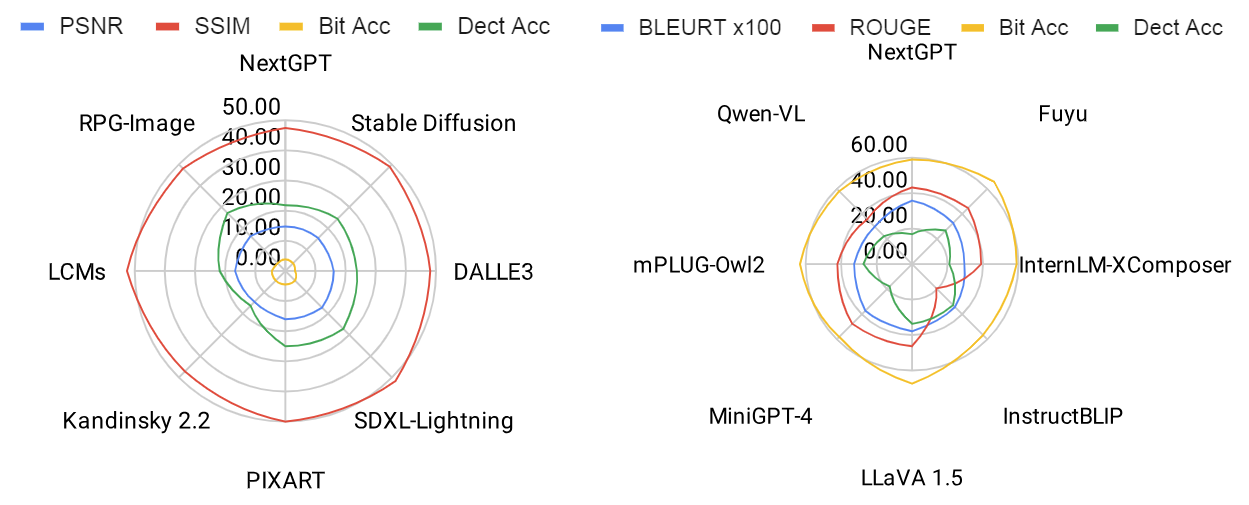 PSNR SSIM Bit Acc Dect Acc
NextGPT
50.00
RPG-Image
Stable Diffusion
40.00
30.00
20.00
10.00
0.00
LCMs
DALLE3
Kandinsky 2.2
SDXL-Lightning
PIXART
BLEURT x100 ROUGE Bit Acc Dect Acc
NextGPT
Qwen-VL
Fuyu
60.00
40.00
20.00
0.00
mPLUG-Owl2
InternLM-XComposer
MiniGPT-4
InstructBLIP
LLaVA 1.5